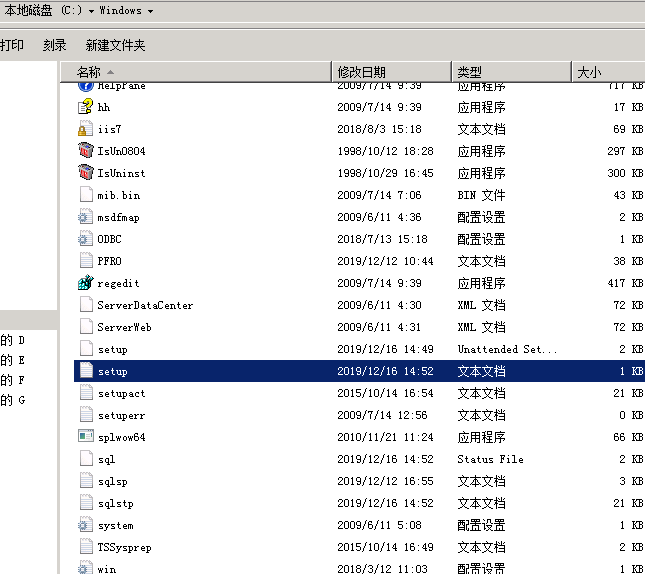 本地磁盘 (C:) Windows
打印 刻录 新建文件夹
名称 修改日期 类型 大小
HelpPane 2009/7/14 9:39 应用程序 717 KB
hh 2009/7/14 9:39 应用程序 17 KB
iis7 2018/8/3 15:18 文本文档 69 KB
IsUn0804 1998/10/12 18:28 应用程序 297 KB
IsUninst 1998/10/29 16:45 应用程序 300 KB
mib.bin 2009/7/14 7:06 BIN 文件 43 KB
msdfmap 2009/6/11 4:36 配置设置 2 KB
ODBC 2018/7/13 15:18 配置设置 1 KB
PFRO 2019/12/12 10:44 文本文档 38 KB
regedit 2009/7/14 9:39 应用程序 417 KB
ServerDataCenter 2009/6/11 4:30 XML 文档 72 KB
ServerWeb 2009/6/11 4:31 XML 文档 72 KB
的 D
setup 2019/12/16 14:49 Unattended Set... 2 KB
的 E
setup 2019/12/16 14:52 文本文档 1 KB
的 F
setupact 2015/10/14 16:54 文本文档 21 KB
的 G
setuperr 2009/7/14 12:56 文本文档 0 KB
splwow64 2010/11/21 11:24 应用程序 66 KB
sql 2019/12/16 14:52 Status File 2 KB
sqlsp 2019/12/12 16:55 文本文档 3 KB
sqlstp 2019/12/16 14:52 文本文档 21 KB
system 2009/6/11 5:08 配置设置 1 KB
TSSysprep 2015/10/14 16:49 文本文档 2 KB
win 2018/3/12 11:03 配置设置 1 KB